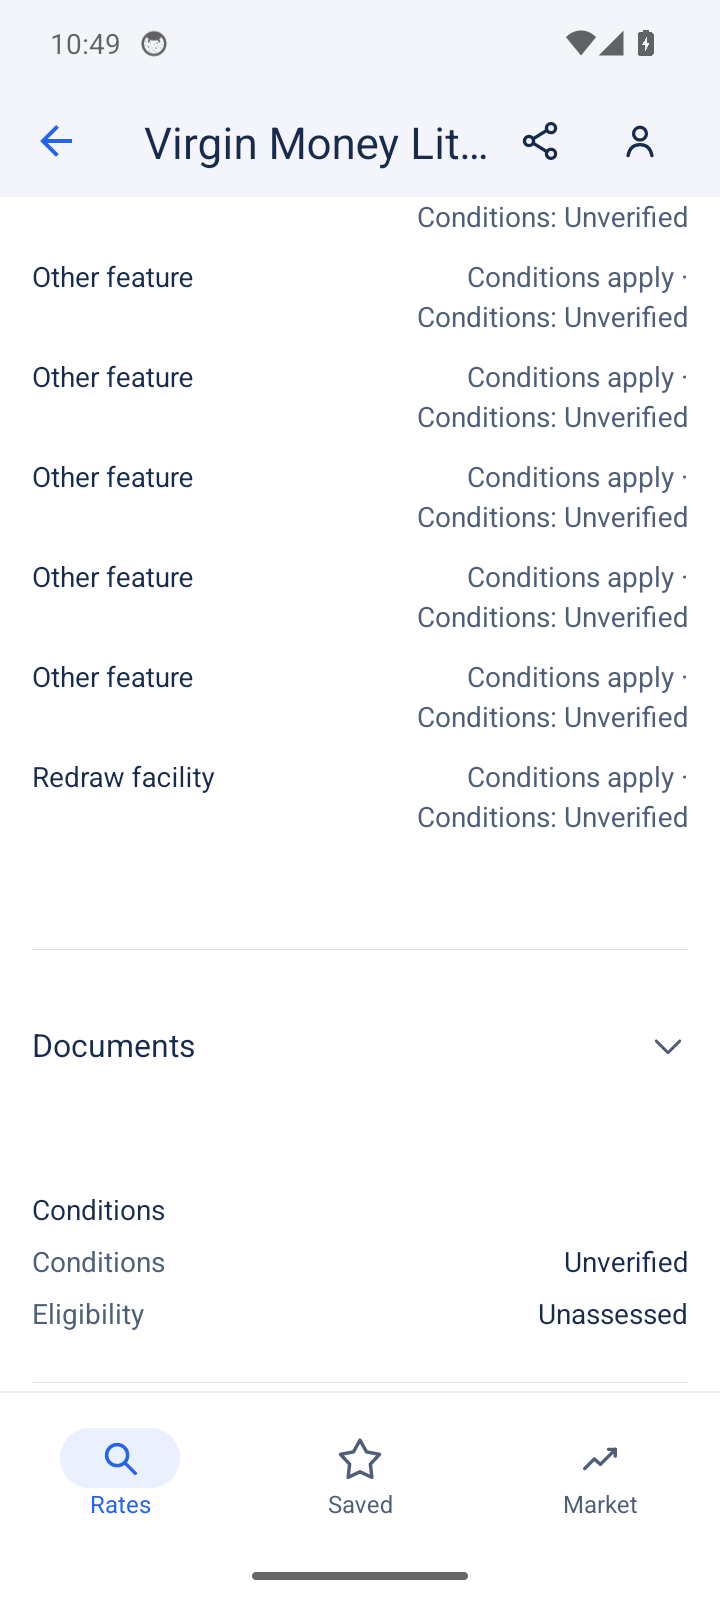 10:49
Virgin Money Lit...
Conditions: Unverified
Other feature
Conditions apply ·
Conditions: Unverified
Other feature
Conditions apply ·
Conditions: Unverified
Other feature
Conditions apply ·
Conditions: Unverified
Other feature
Conditions apply ·
Conditions: Unverified
Other feature
Conditions apply ·
Conditions: Unverified
Redraw facility
Conditions apply ·
Conditions: Unverified
Documents
Conditions
Conditions Unverified
Eligibility Unassessed
Rates Saved Market